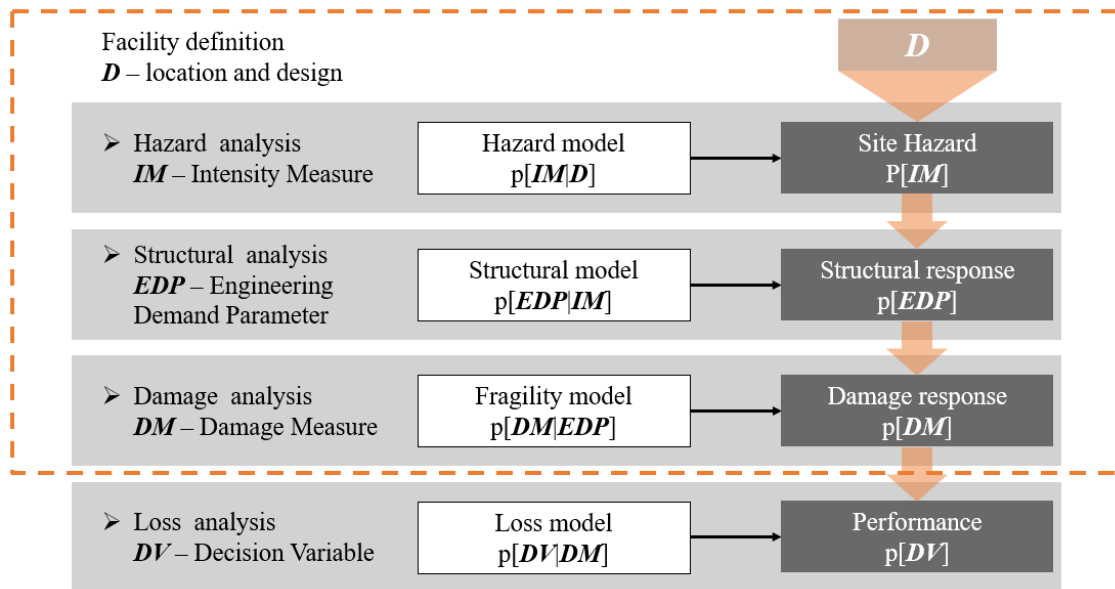 Facility definition
D – location and design
D
➢ Hazard analysis
IM – Intensity Measure
Hazard model
p[IM|D]
Site Hazard
P[IM]
➢ Structural analysis
EDP – Engineering
Demand Parameter
Structural model
p[EDP|IM]
Structural response
p[EDP]
➢ Damage analysis
DM – Damage Measure
Fragility model
p[DM|EDP]
Damage response
p[DM]
➢ Loss analysis
DV – Decision Variable
Loss model
p[DV|DM]
Performance
p[DV]